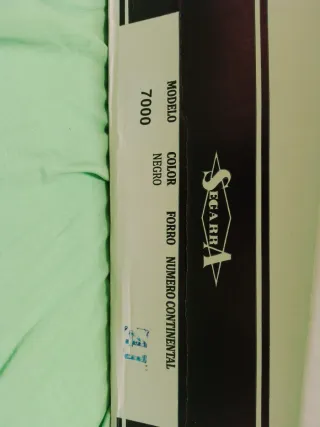 SEGARRA
MODELO COLOR FORRO NUMERO CONTINENTAL
7000 NEGRO